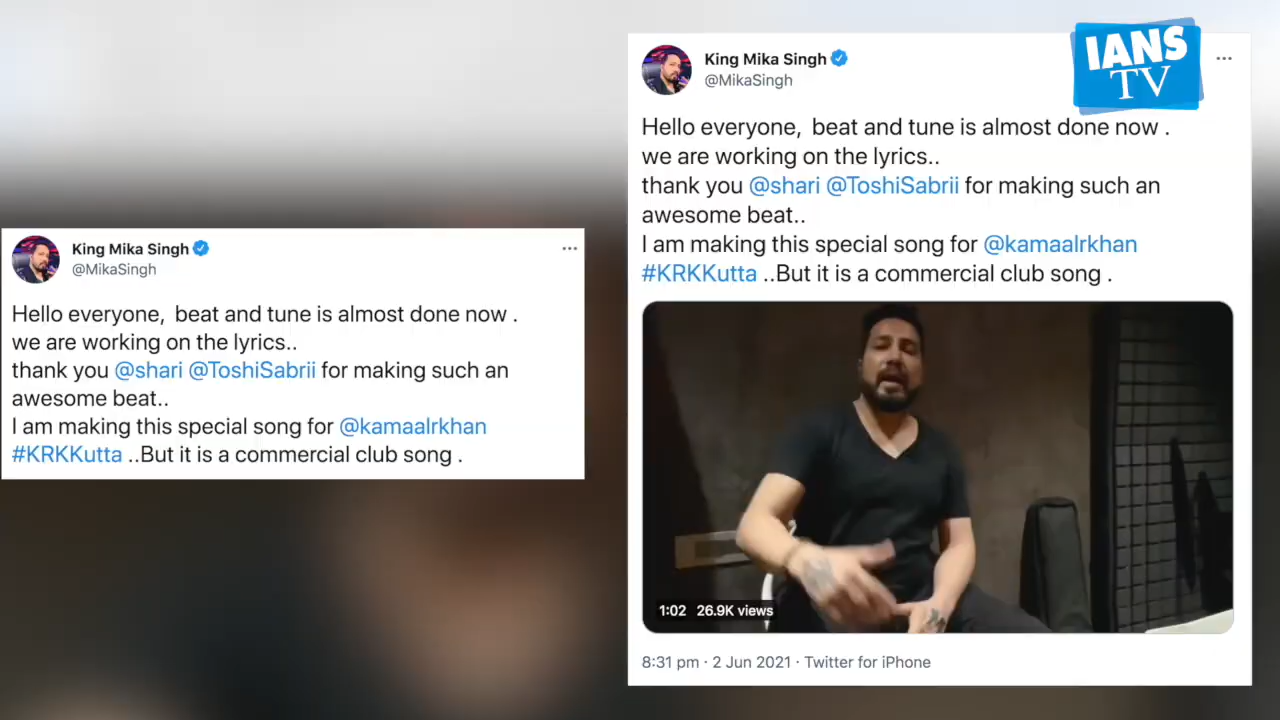 King Mika Singh
@MikaSingh
Hello everyone, beat and tune is almost done now .
we are working on the lyrics..
thank you @shari @ToshiSabrii for making such an
awesome beat..
I am making this special song for @kamaalrkhan
#KRKKutta ..But it is a commercial club song .
King Mika Singh
@MikaSingh
Hello everyone, beat and tune is almost done now .
we are working on the lyrics..
thank you @shari @ToshiSabrii for making such an
awesome beat..
I am making this special song for @kamaalrkhan
#KRKKutta ..But it is a commercial club song .
1:02 26.9K views
8:31 pm · 2 Jun 2021 · Twitter for iPhone
IANS
TV